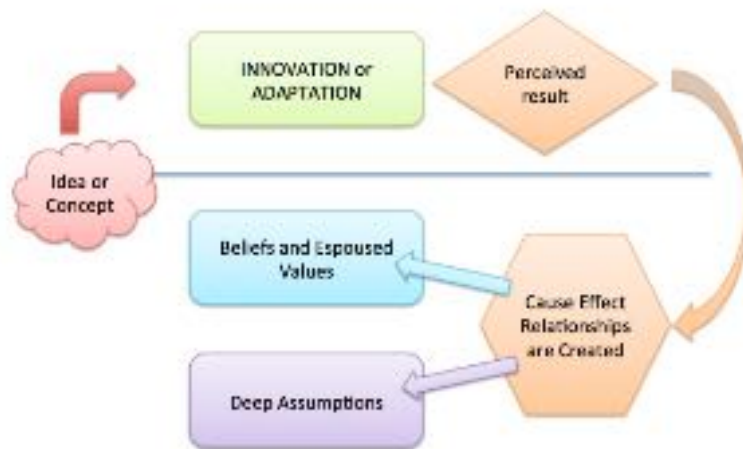 INNOVATION or
ADAPTATION
Perceived
result
Idea or
Concept
Beliefs and Espoused
Values
Cause Effect
Relationships
are Created
Deep Assumptions